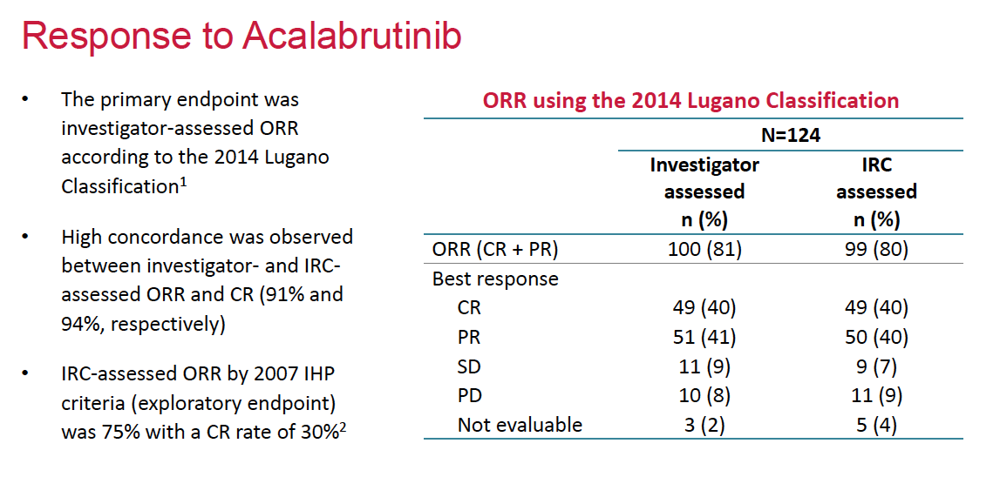 Response to Acalabrutinib
• The primary endpoint was
investigator-assessed ORR
according to the 2014 Lugano
Classification¹
• High concordance was observed
between investigator- and IRC-
assessed ORR and CR (91% and
94%, respectively)
• IRC-assessed ORR by 2007 IHP
criteria (exploratory endpoint)
was 75% with a CR rate of 30%²
ORR using the 2014 Lugano Classification
N=124
Investigator assessed n (%) IRC assessed n (%)
ORR (CR + PR) 100 (81) 99 (80)
Best response
CR 49 (40) 49 (40)
PR 51 (41) 50 (40)
SD 11 (9) 9 (7)
PD 10 (8) 11 (9)
Not evaluable 3 (2) 5 (4)